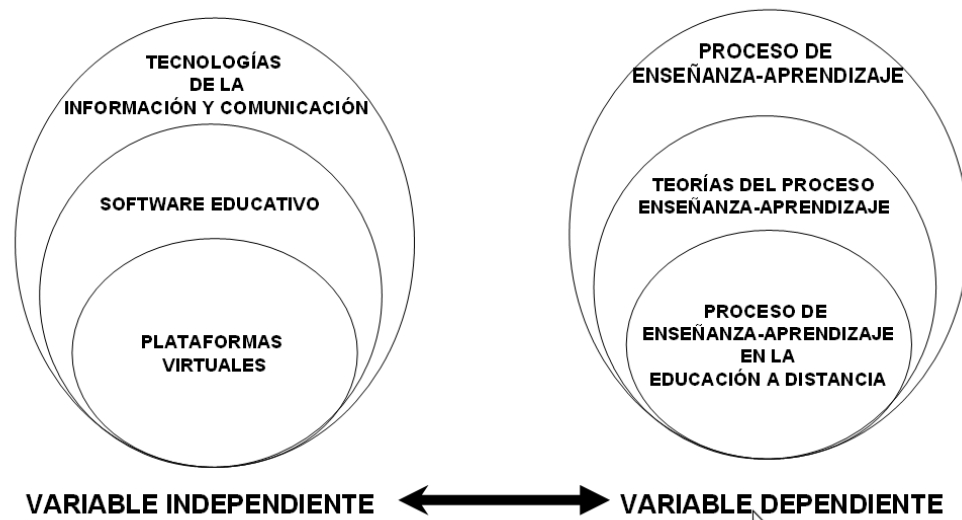 TECNOLOGÍAS
DE LA
INFORMACIÓN Y COMUNICACIÓN
SOFTWARE EDUCATIVO
PLATAFORMAS
VIRTUALES
VARIABLE INDEPENDIENTE
PROCESO DE
ENSEÑANZA-APRENDIZAJE
TEORÍAS DEL PROCESO
ENSEÑANZA-APRENDIZAJE
PROCESO DE
ENSEÑANZA-APRENDIZAJE
EN LA
EDUCACIÓN A DISTANCIA
VARIABLE DEPENDIENTE